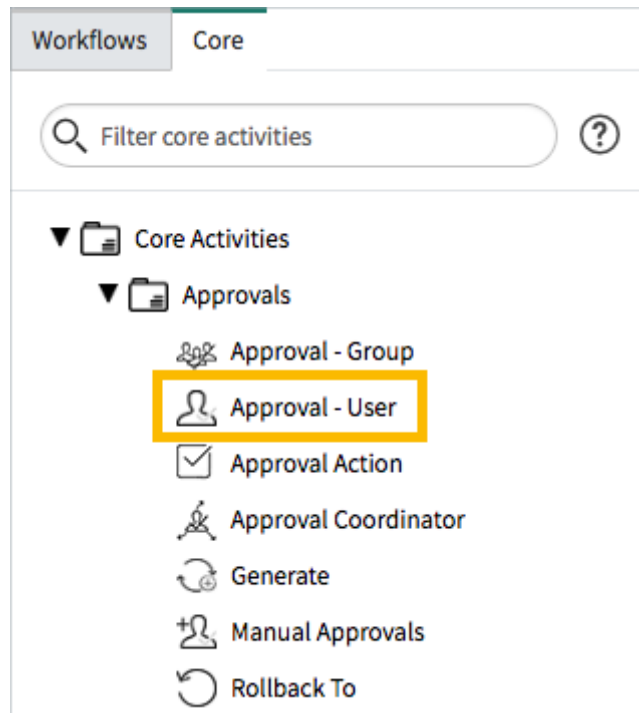 Workflows Core
Filter core activities
Core Activities
Approvals
Approval - Group
Approval - User
Approval Action
Approval Coordinator
Generate
Manual Approvals
Rollback To